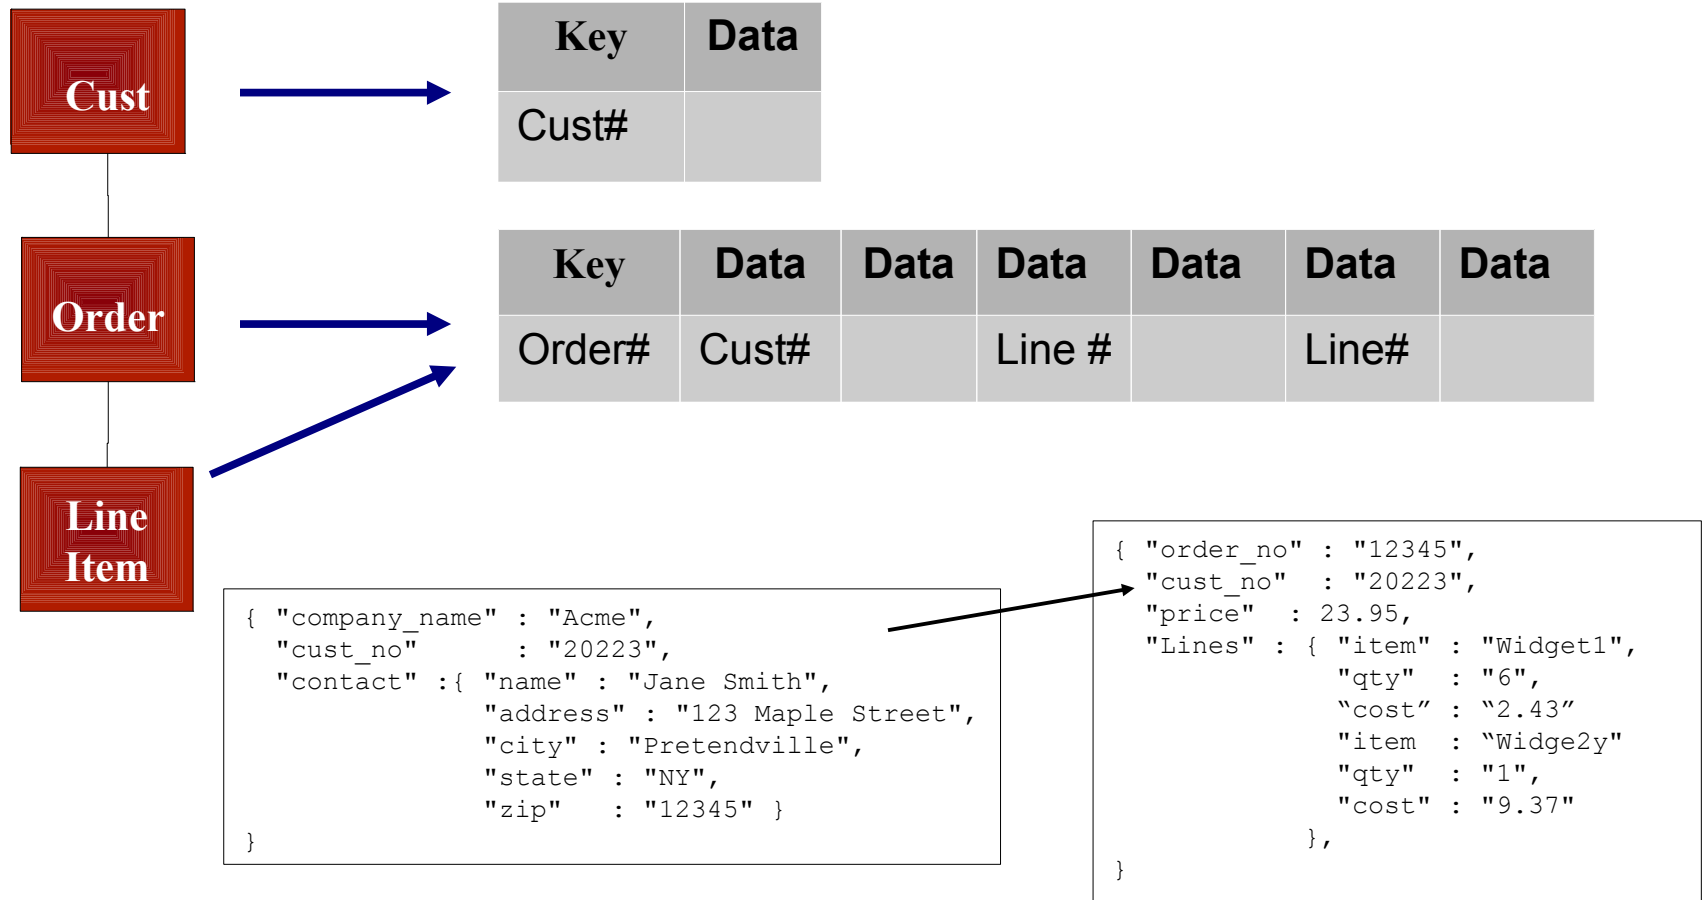 Cust
Key Data
Cust#
Order
Key Data Data Data Data Data Data
Order# Cust# Line # Line#
Line
Item
{ "company_name" : "Acme",
"cust_no" : "20223",
"contact" :{ "name" : "Jane Smith",
"address" : "123 Maple Street",
"city" : "Pretendville",
"state" : "NY",
"zip" : "12345" }
}
{ "order_no" : "12345",
"cust_no" : "20223",
"price" : 23.95,
"Lines" : { "item" : "Widget1",
"qty" : "6",
“cost” : “2.43”
"item : “Widge2y"
"qty" : "1",
"cost" : "9.37"
},
}